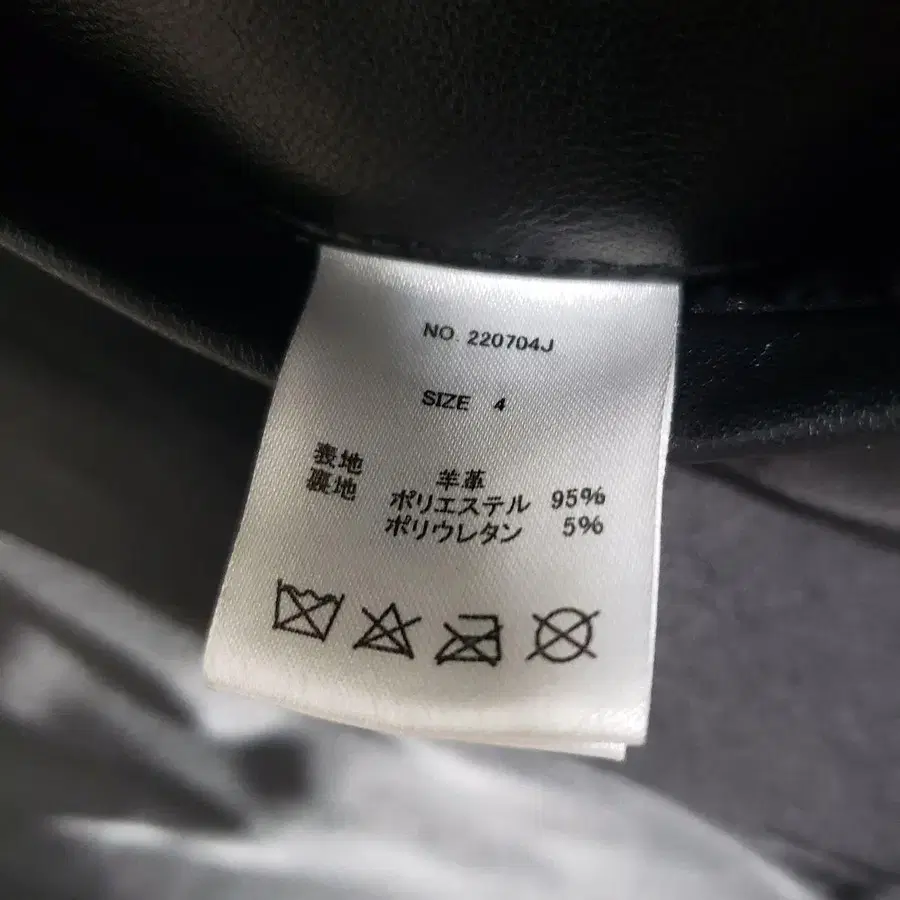 NO. 220704J
SIZE 4
表地 羊革
裏地 ポリエステル 95%
ポリウレタン 5%